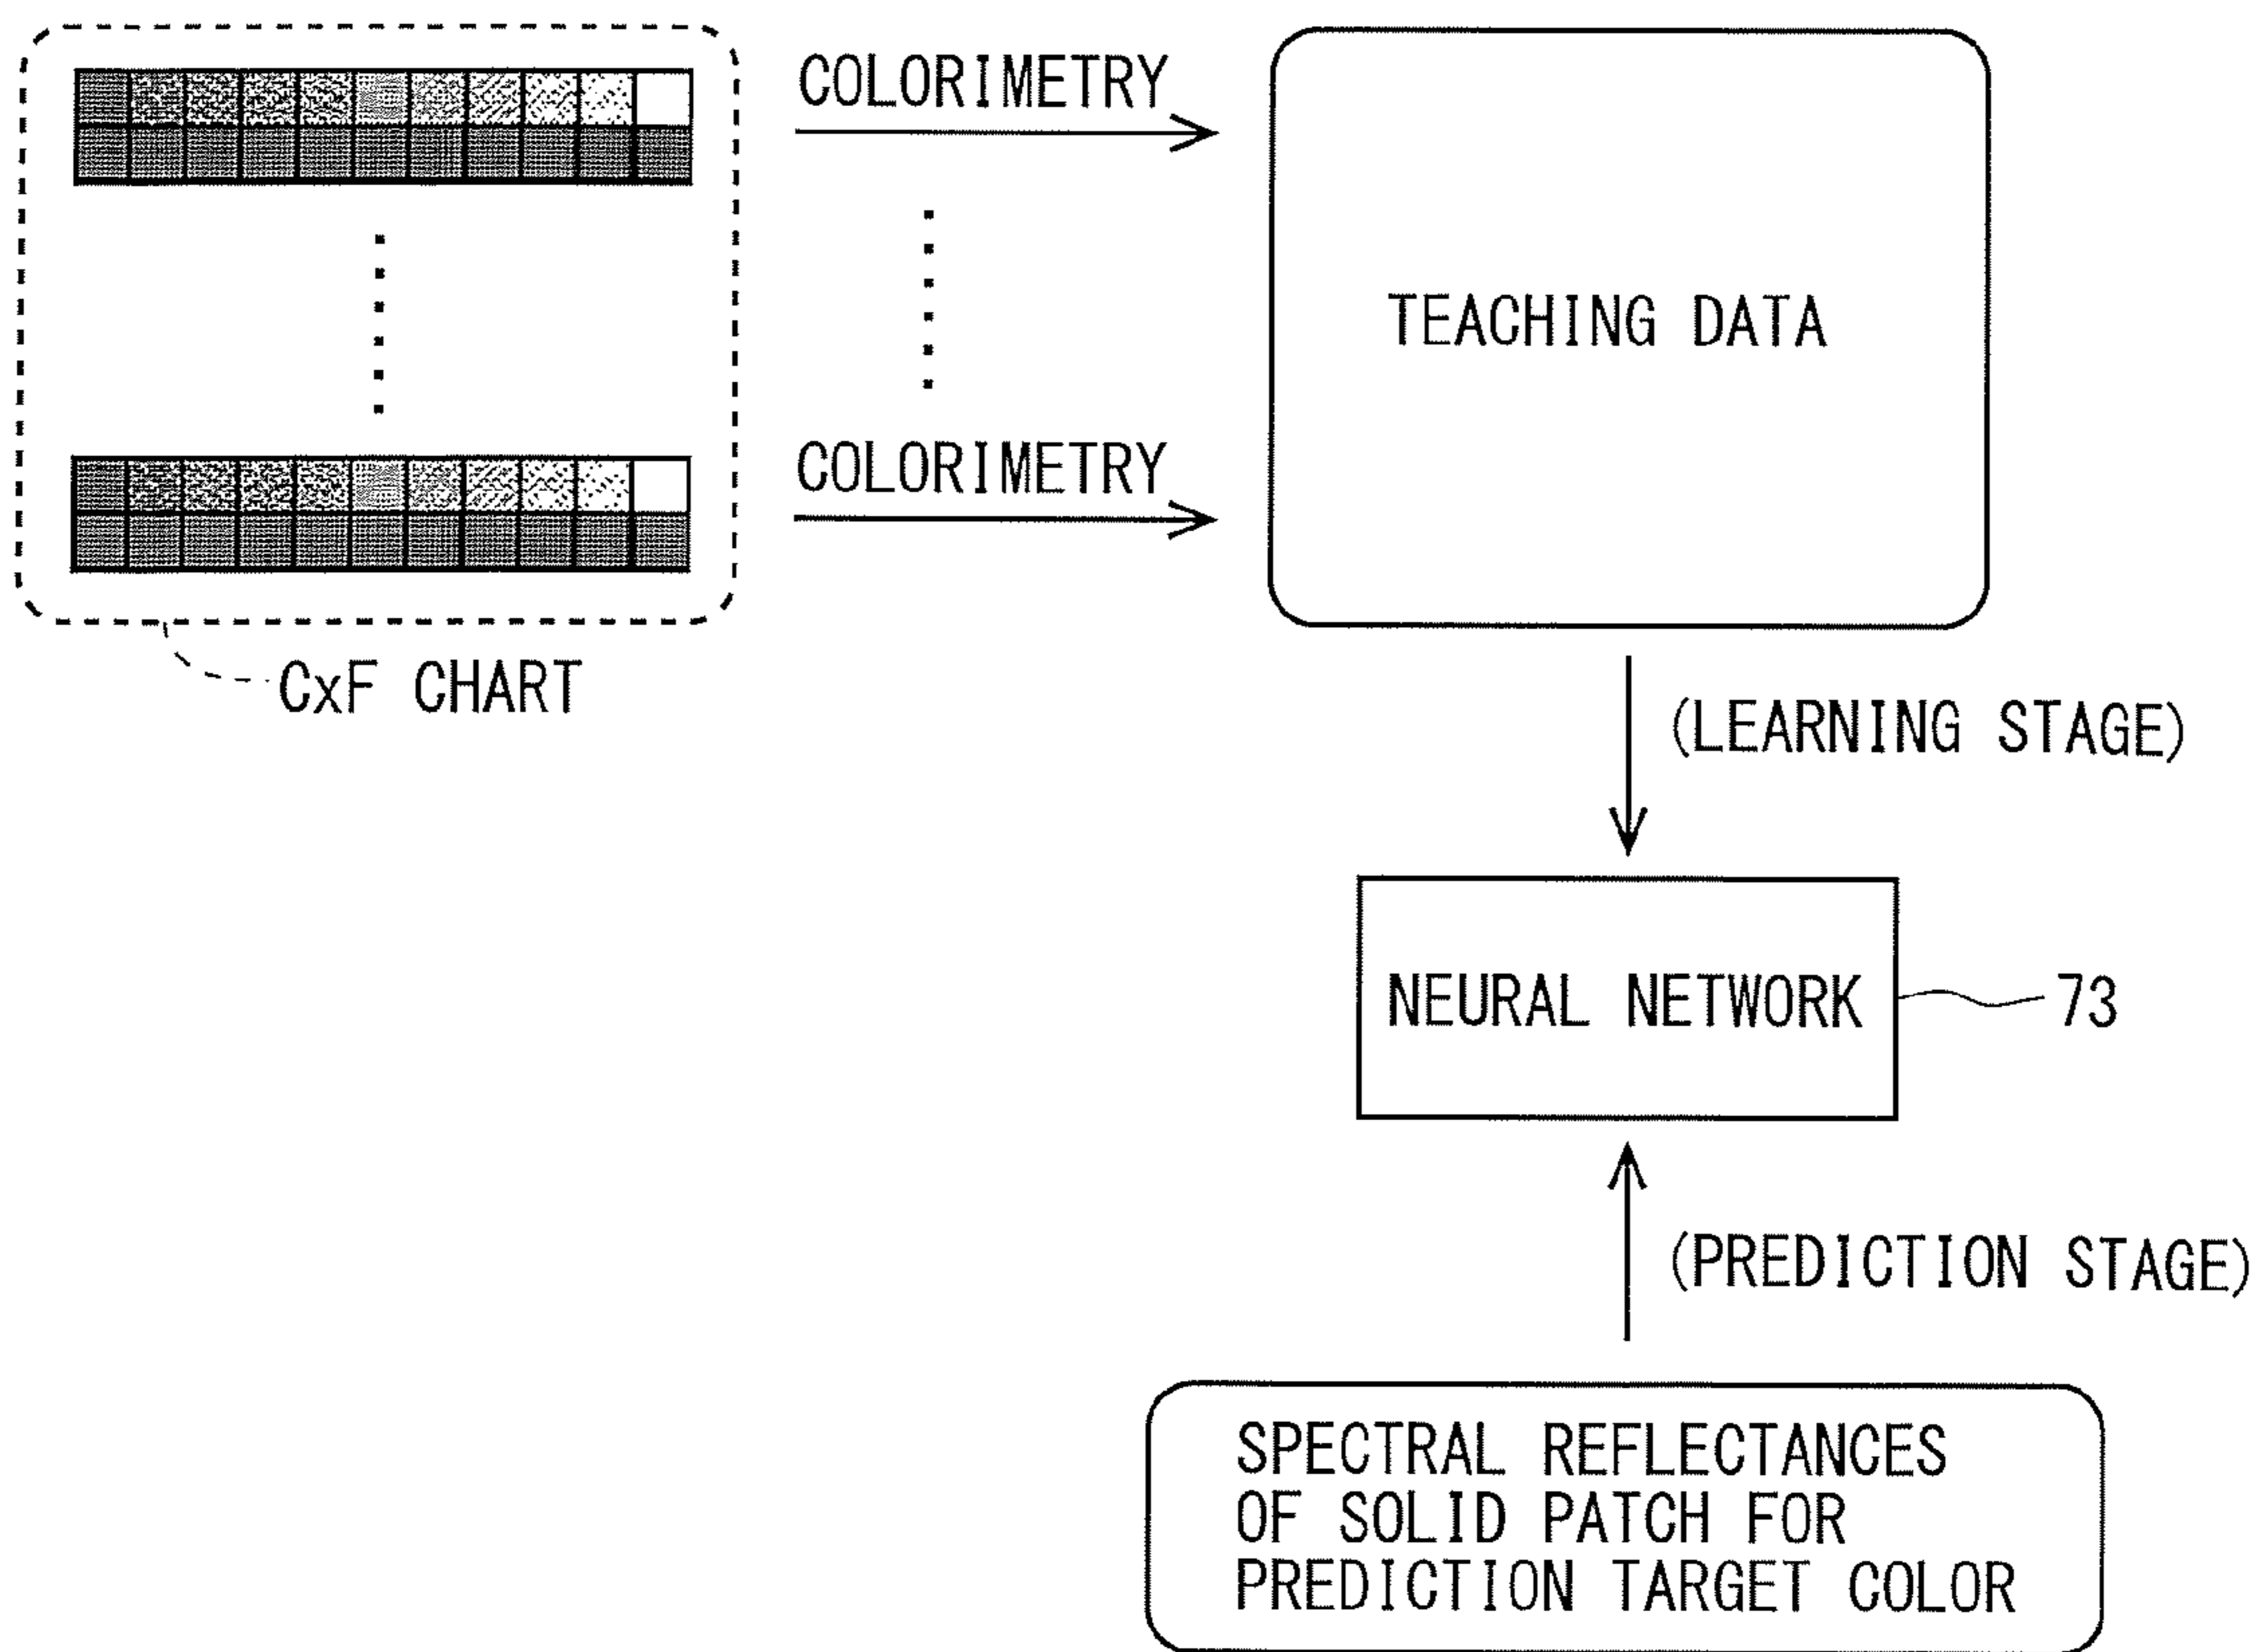 COLORIMETRY
TEACHING DATA
COLORIMETRY
CxF CHART
(LEARNING STAGE)
NEURAL NETWORK
73
(PREDICTION STAGE)
SPECTRAL REFLECTANCES
OF SOLID PATCH FOR
PREDICTION TARGET COLOR